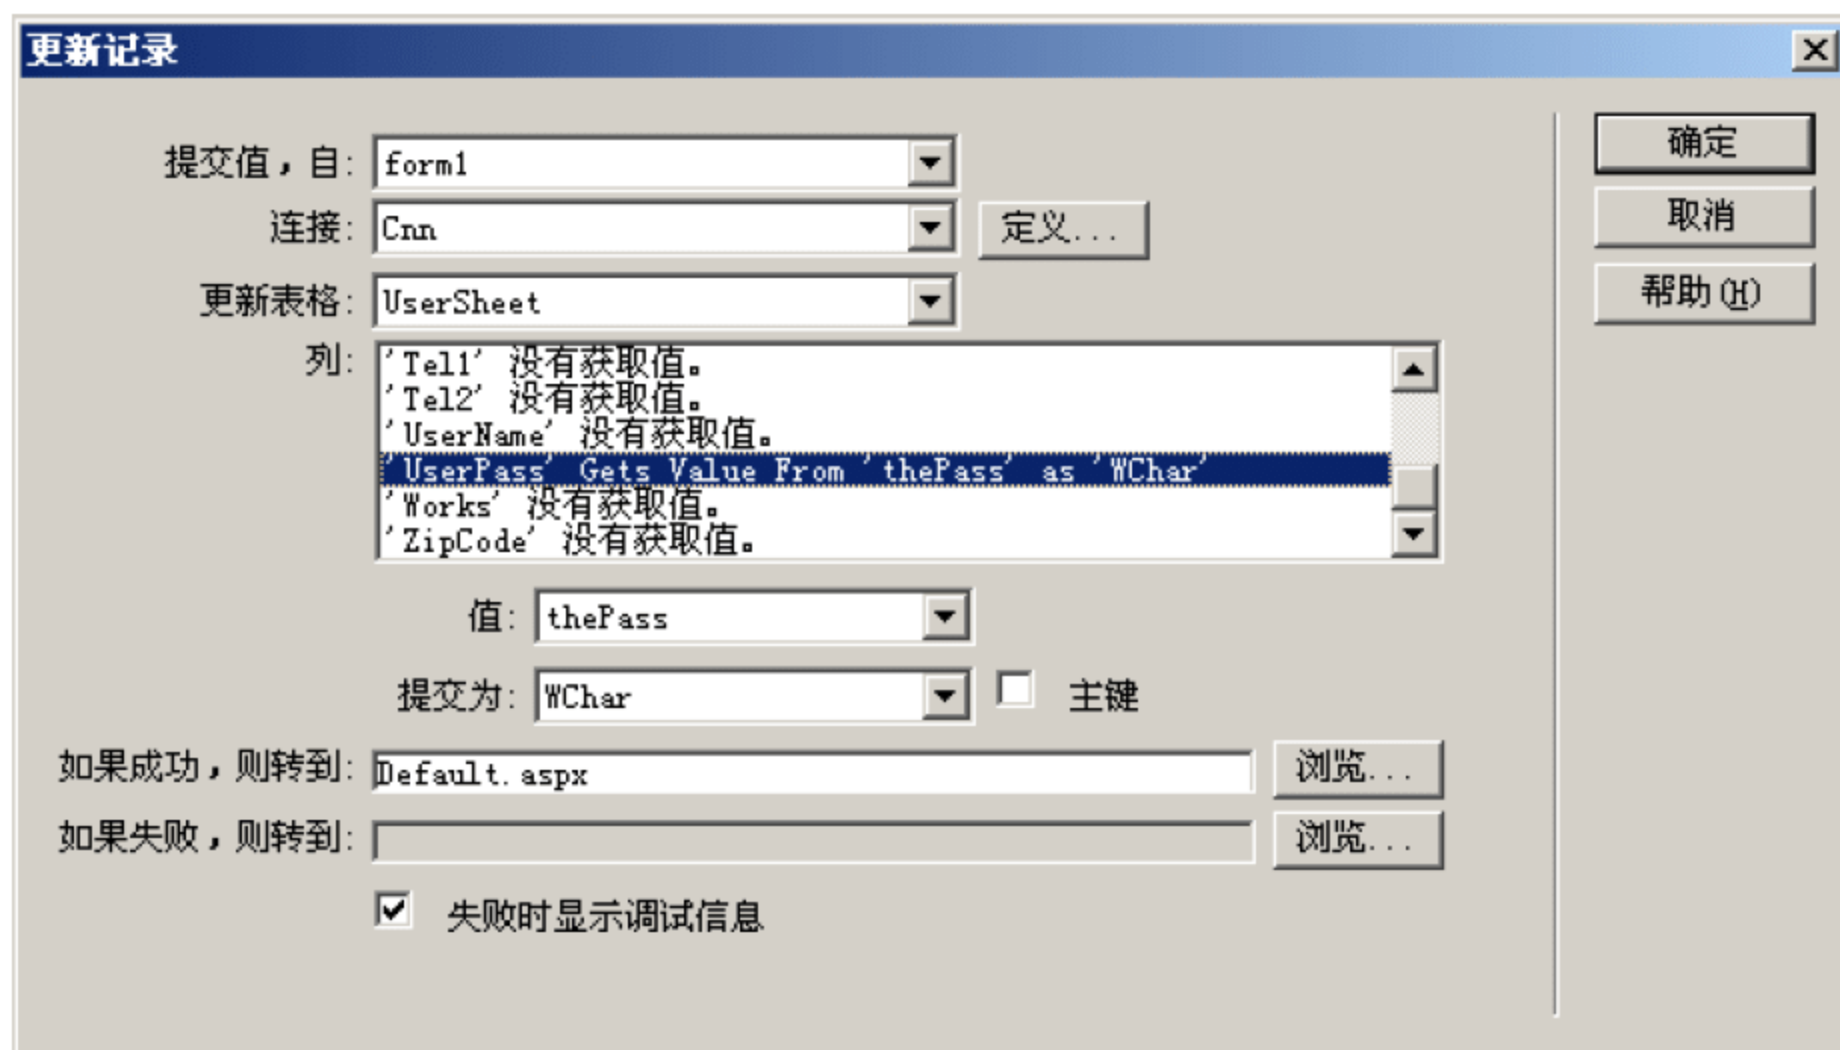 更新记录
提交值，自: form1
确定
连接: Cnn 定义...
取消
更新表格: UserSheet
帮助(H)
列: 'Tel1' 没有获取值。
'Tel2' 没有获取值。
'UserName' 没有获取值。
'UserPass' Gets Value From 'thePass' as 'WChar'
'Works' 没有获取值。
'ZipCode' 没有获取值。
值: thePass
提交为: WChar 主键
如果成功，则转到: Default.aspx 浏览...
如果失败，则转到: 浏览...
失败时显示调试信息